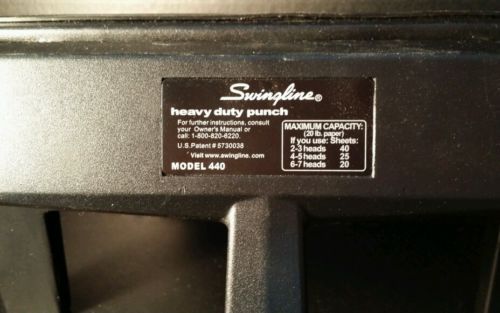 Swingline®
heavy duty punch
For further instructions, consult
your Owner's Manual or
call: 1-800-820-6220.
U.S.Patent # 5730038
Visit www.swingline.com
MODEL 440
MAXIMUM CAPACITY:
(20 lb. paper)
If you use: Sheets:
2-3 heads 40
4-5 heads 25
6-7 heads 20